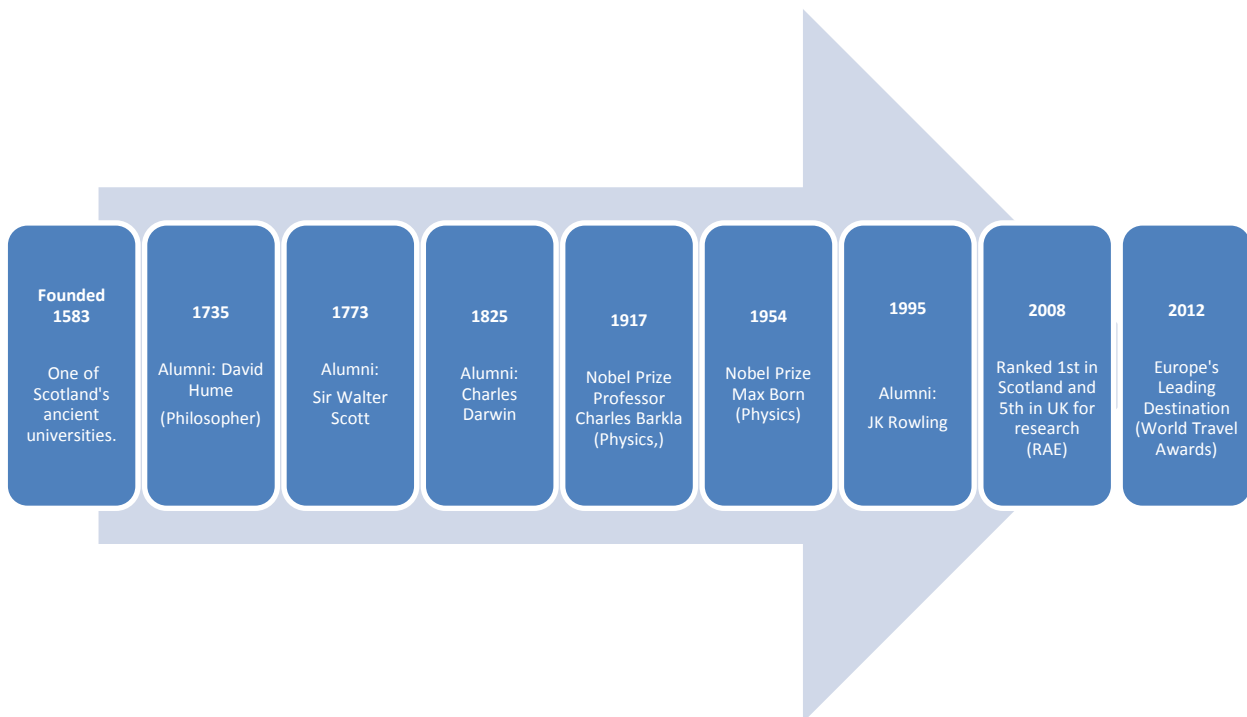 Founded
1583
One of
Scotland's
ancient
universities.
1735
Alumni: David
Hume
(Philosopher)
1773
Alumni:
Sir Walter
Scott
1825
Alumni:
Charles
Darwin
1917
Nobel Prize
Professor
Charles Barkla
(Physics,)
1954
Nobel Prize
Max Born
(Physics)
1995
Alumni:
JK Rowling
2008
Ranked 1st in
Scotland and
5th in UK for
research
(RAE)
2012
Europe's
Leading
Destination
(World Travel
Awards)